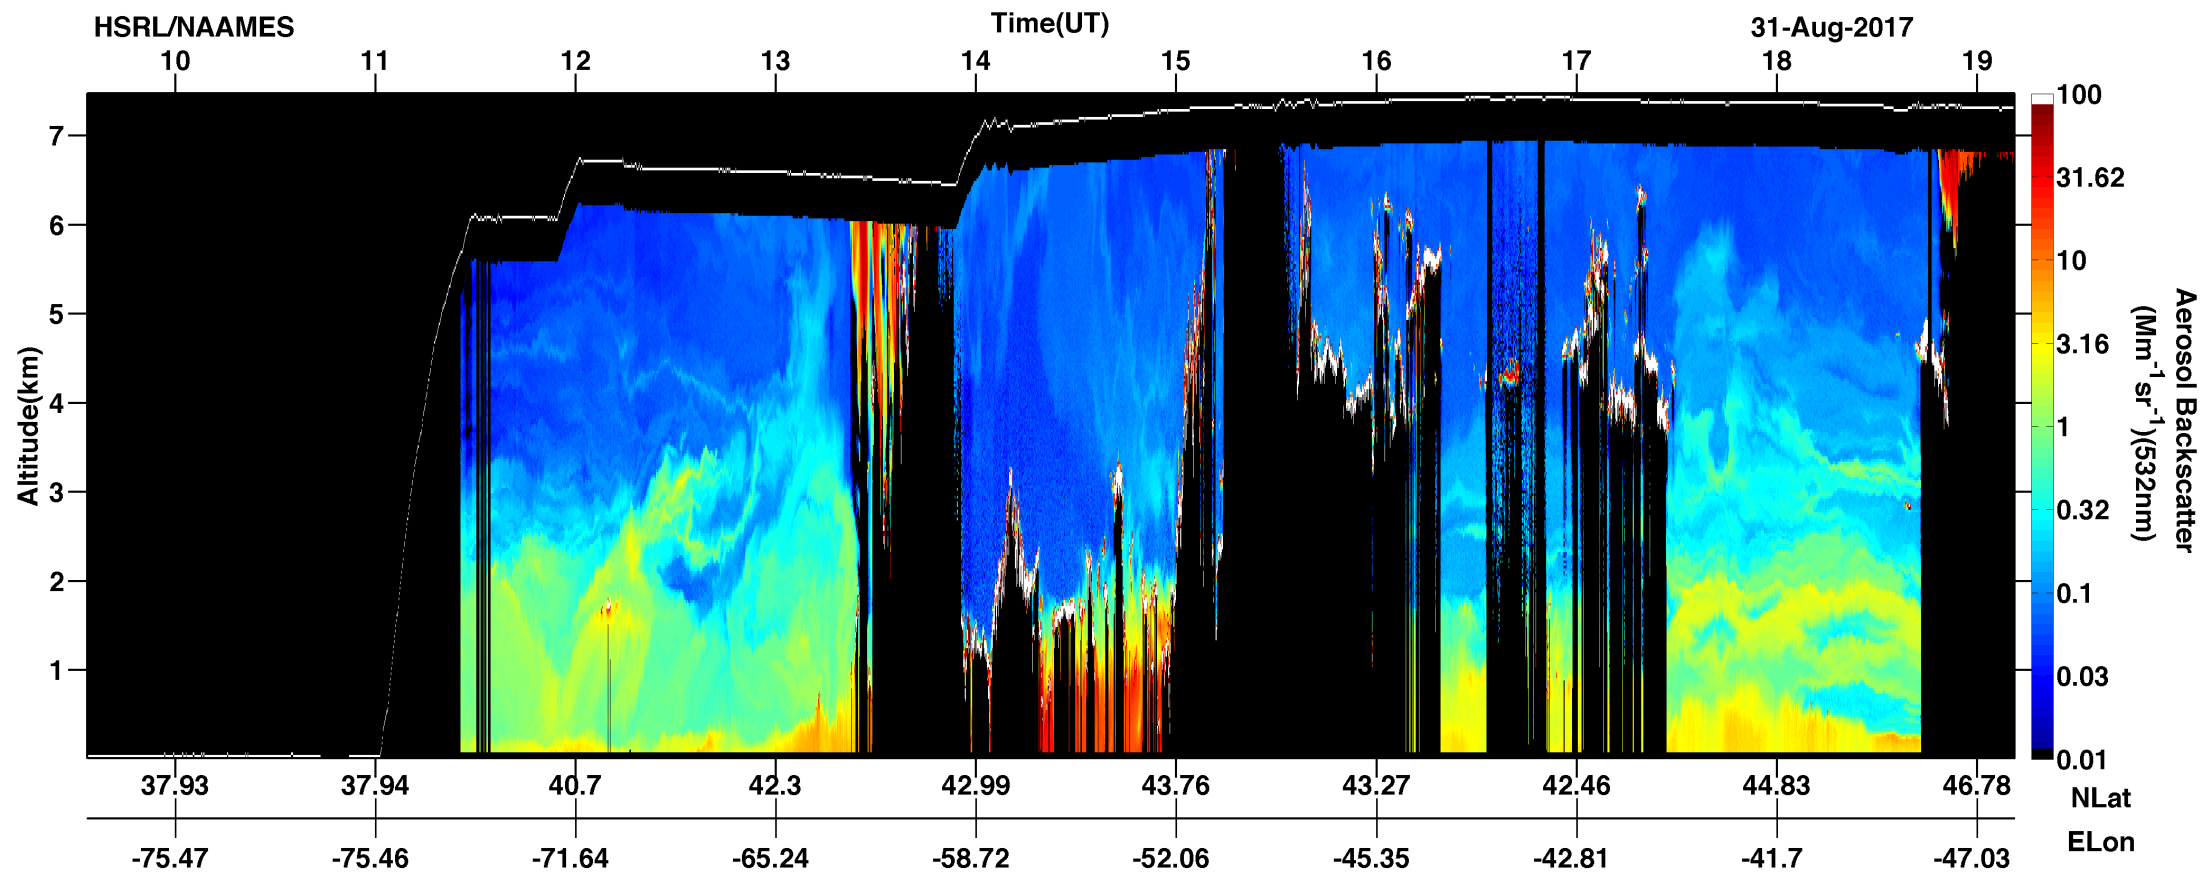 HSRL/NAAMES Time(UT) 31-Aug-2017
10 11 12 13 14 15 16 17 18 19
7
6
5
4
3
2
1
Altitude(km)
100
31.62
10
3.16
1
0.32
0.1
0.03
0.01
Aerosol Backscatter
(Mm⁻¹sr⁻¹)(532nm)
37.93 37.94 40.7 42.3 42.99 43.76 43.27 42.46 44.83 46.78
NLat
-75.47 -75.46 -71.64 -65.24 -58.72 -52.06 -45.35 -42.81 -41.7 -47.03
ELon